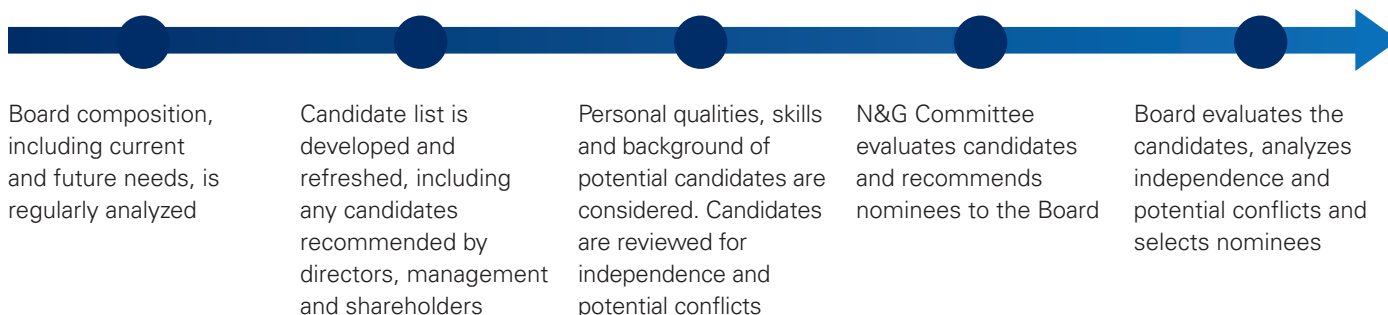 Board composition,
including current
and future needs, is
regularly analyzed
Candidate list is
developed and
refreshed, including
any candidates
recommended by
directors, management
and shareholders
Personal qualities, skills
and background of
potential candidates are
considered. Candidates
are reviewed for
independence and
potential conflicts
N&G Committee
evaluates candidates
and recommends
nominees to the Board
Board evaluates the
candidates, analyzes
independence and
potential conflicts and
selects nominees